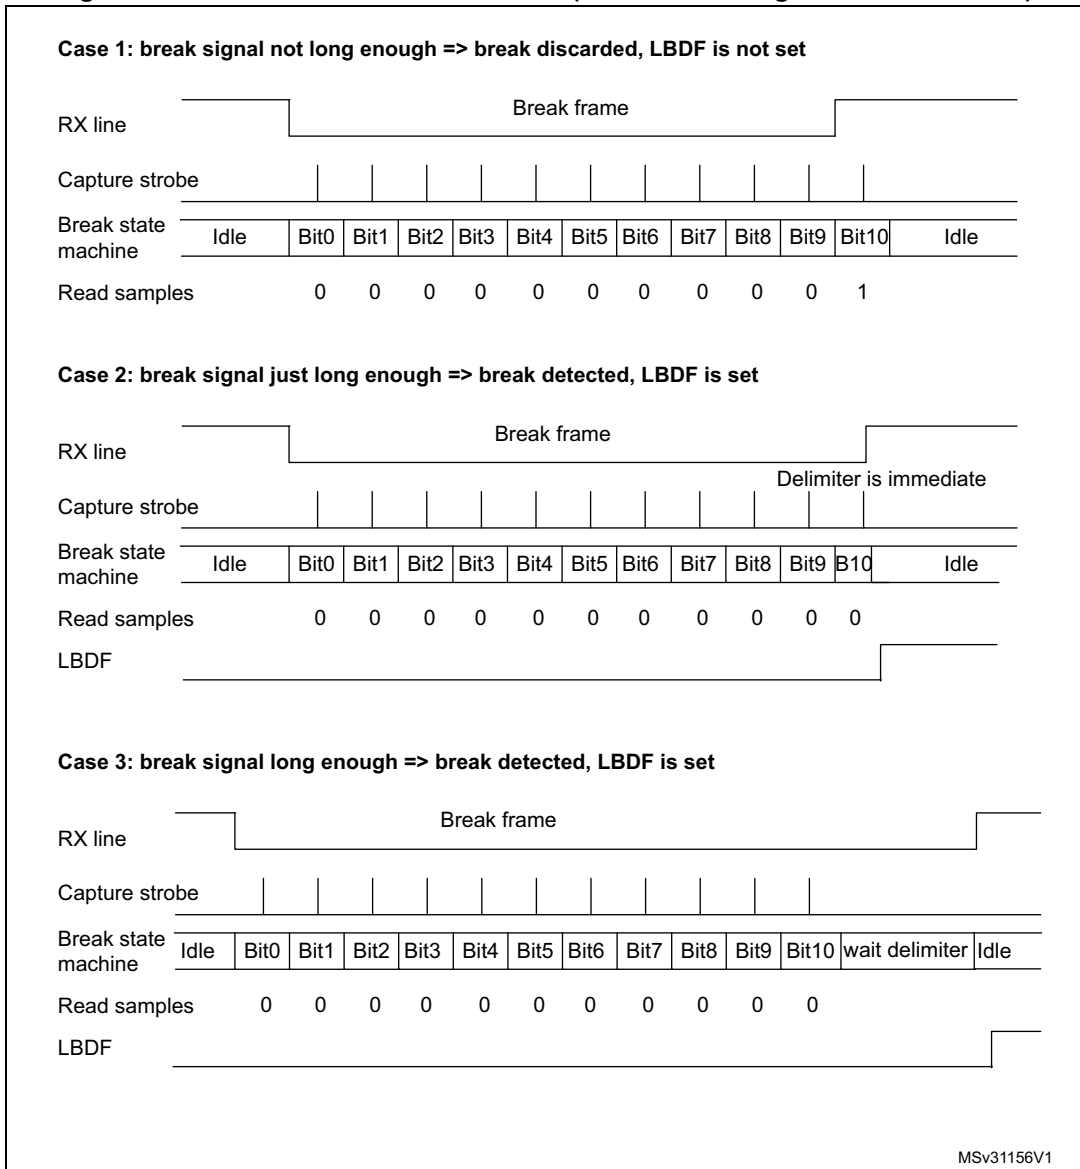 Case 1: break signal not long enough => break discarded, LBDF is not set
Break frame
RX line
Capture strobe
Break state machine Idle Bit0 Bit1 Bit2 Bit3 Bit4 Bit5 Bit6 Bit7 Bit8 Bit9 Bit10 Idle
Read samples 0 0 0 0 0 0 0 0 0 0 1
Case 2: break signal just long enough => break detected, LBDF is set
Break frame
RX line
Delimiter is immediate
Capture strobe
Break state machine Idle Bit0 Bit1 Bit2 Bit3 Bit4 Bit5 Bit6 Bit7 Bit8 Bit9 B10 Idle
Read samples 0 0 0 0 0 0 0 0 0 0 0
LBDF
Case 3: break signal long enough => break detected, LBDF is set
Break frame
RX line
Capture strobe
Break state machine Idle Bit0 Bit1 Bit2 Bit3 Bit4 Bit5 Bit6 Bit7 Bit8 Bit9 Bit10 wait delimiter Idle
Read samples 0 0 0 0 0 0 0 0 0 0 0
LBDF
MSv31156V1